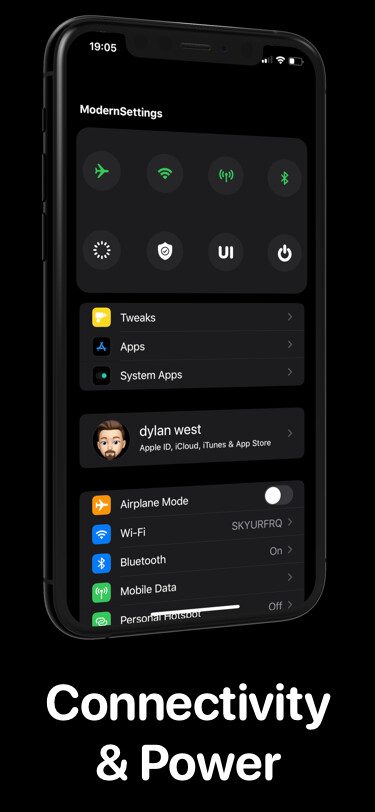 19:05
ModernSettings
UI
Tweaks
Apps
System Apps
dylan west
Apple ID, iCloud, iTunes & App Store
Airplane Mode
Wi-Fi SKYURFRQ
Bluetooth On
Mobile Data
Personal Hotspot Off
Connectivity
& Power